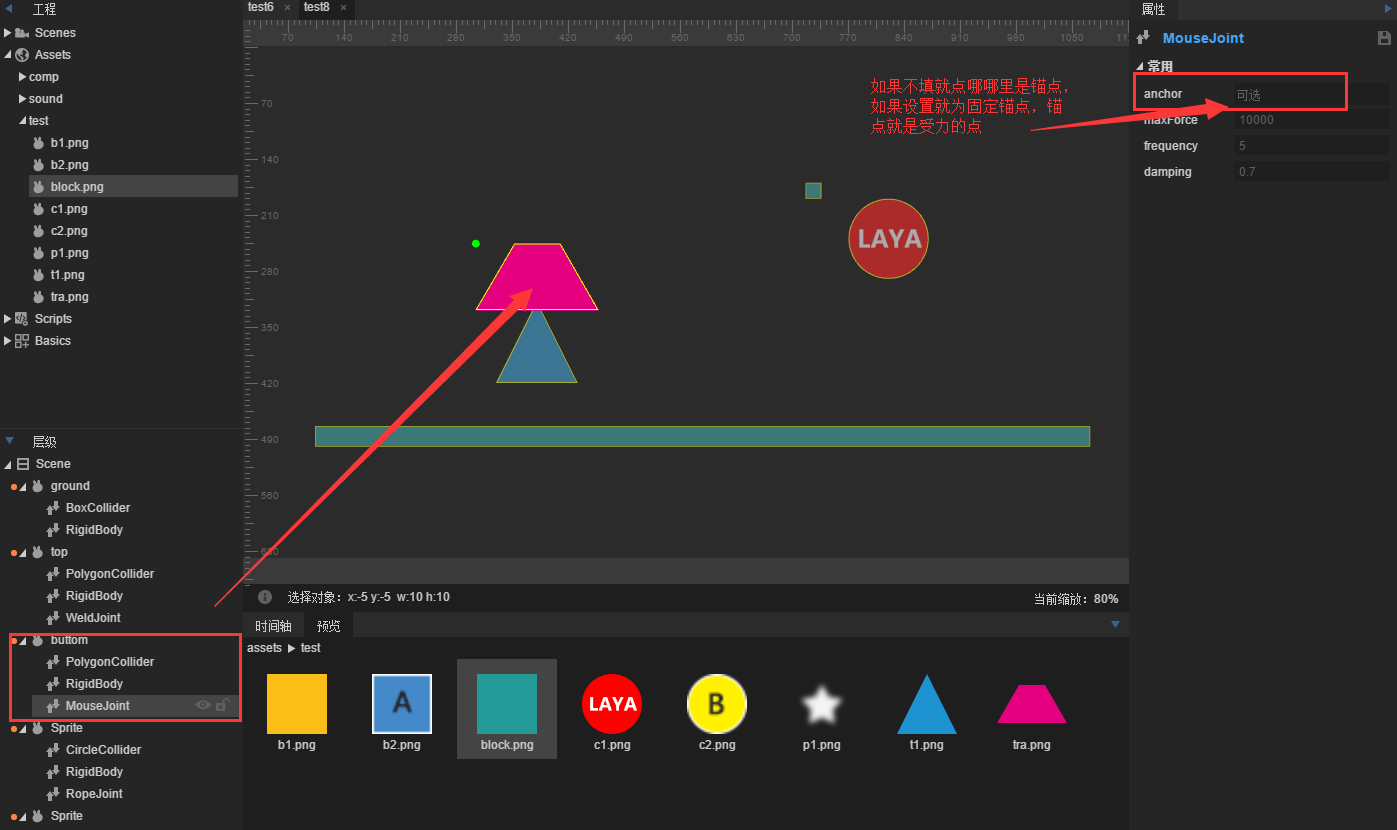 工程
Scenes
Assets
comp
sound
test
b1.png
b2.png
block.png
c1.png
c2.png
p1.png
t1.png
tra.png
Scripts
Basics
层级
Scene
ground
BoxCollider
RigidBody
top
PolygonCollider
RigidBody
WeldJoint
buttom
PolygonCollider
RigidBody
MouseJoint
Sprite
CircleCollider
RigidBody
RopeJoint
Sprite
test6 × test8 ×
70 140 210 280 350 420 490 560 630 700 770 840 910 980 1050
70
140
210
280
350
420
490
560
630
如果不填就点哪哪里是锚点，
如果设置就为固定锚点，锚
点就是受力的点
LAYA
选择对象：x:-5 y:-5 w:10 h:10
当前缩放：80%
时间轴 预览
assets ▶ test
A LAYA B
b1.png b2.png block.png c1.png c2.png p1.png t1.png tra.png
属性
MouseJoint
常用
anchor 可选
maxForce 10000
frequency 5
damping 0.7